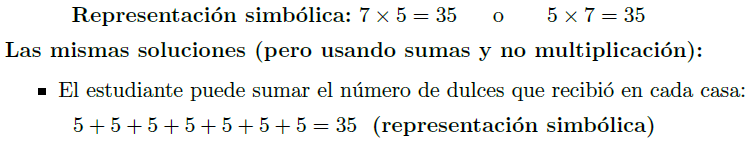 Representación simbólica: 7 × 5 = 35 o 5 × 7 = 35
Las mismas soluciones (pero usando sumas y no multiplicación):
▪ El estudiante puede sumar el número de dulces que recibió en cada casa:
5 + 5 + 5 + 5 + 5 + 5 + 5 = 35 (representación simbólica)